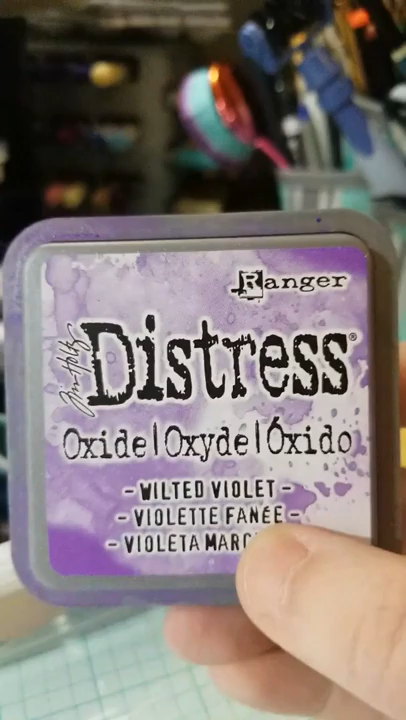 Ranger
Tim Holtz
Distress®
Oxide|Oxyde|Óxido
- WILTED VIOLET -
- VIOLETTE FANÉE -
- VIOLETA